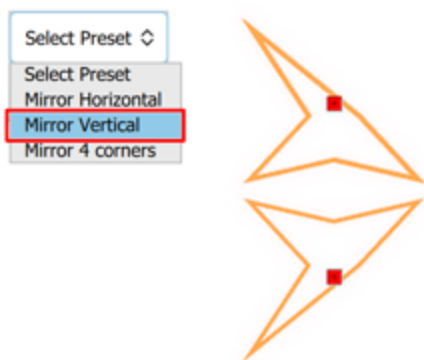 Select Preset
Select Preset
Mirror Horizontal
Mirror Vertical
Mirror 4 corners